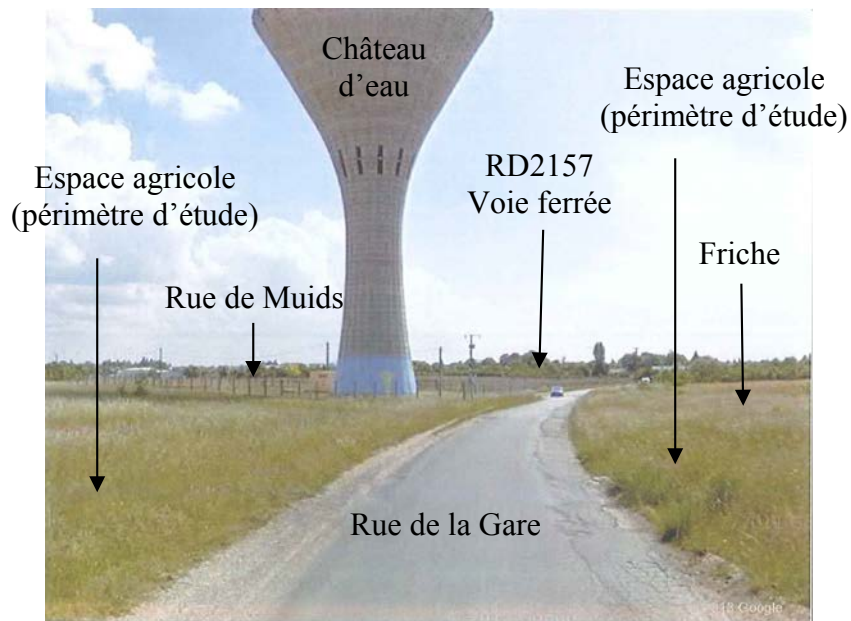 Château
d'eau
Espace agricole
(périmètre d'étude)
RD2157
Voie ferrée
Espace agricole
(périmètre d'étude)
Friche
Rue de Muids
Rue de la Gare
Google